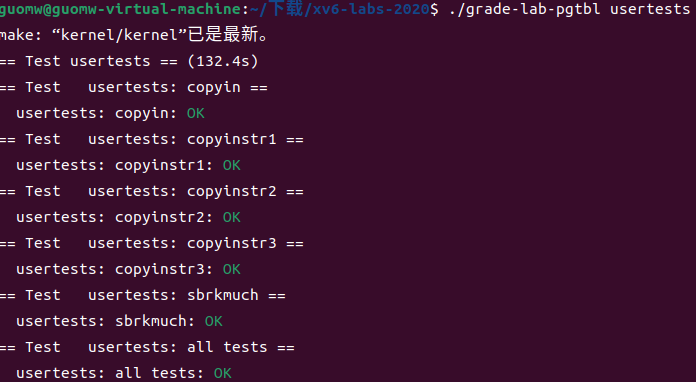 guomw@guomw-virtual-machine:~/下载/xv6-labs-2020$ ./grade-lab-pgtbl usertests
make: “kernel/kernel”已是最新。
== Test usertests == (132.4s)
== Test   usertests: copyin ==
  usertests: copyin: OK
== Test   usertests: copyinstr1 ==
  usertests: copyinstr1: OK
== Test   usertests: copyinstr2 ==
  usertests: copyinstr2: OK
== Test   usertests: copyinstr3 ==
  usertests: copyinstr3: OK
== Test   usertests: sbrkmuch ==
  usertests: sbrkmuch: OK
== Test   usertests: all tests ==
  usertests: all tests: OK